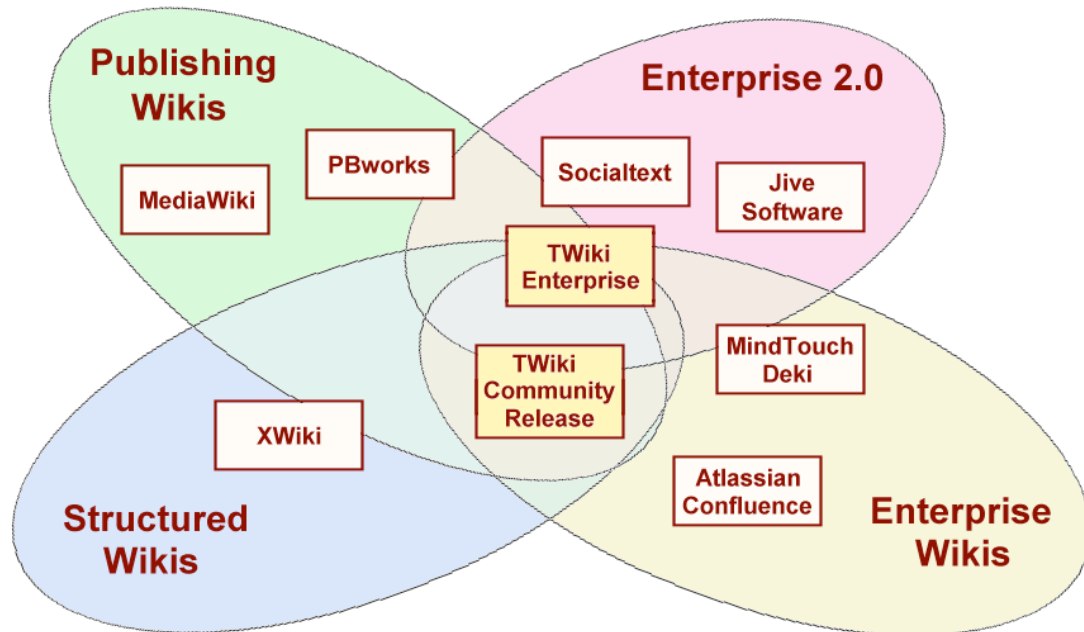 Publishing
Wikis
Enterprise 2.0
PBworks
Socialtext
MediaWiki
Jive
Software
TWiki
Enterprise
TWiki
Community
Release
MindTouch
Deki
XWiki
Atlassian
Confluence
Structured
Wikis
Enterprise
Wikis